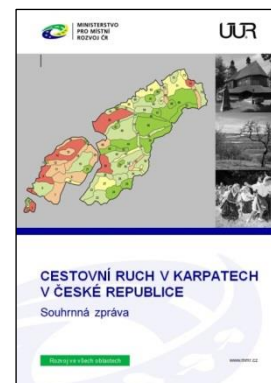 MINISTERSTVO
PRO MÍSTNÍ
ROZVOJ ČR
ÚÚR
CESTOVNÍ RUCH V KARPATECH
V ČESKÉ REPUBLICE
Souhrnná zpráva
Rozvoj ve všech oblastech
www.mmr.cz